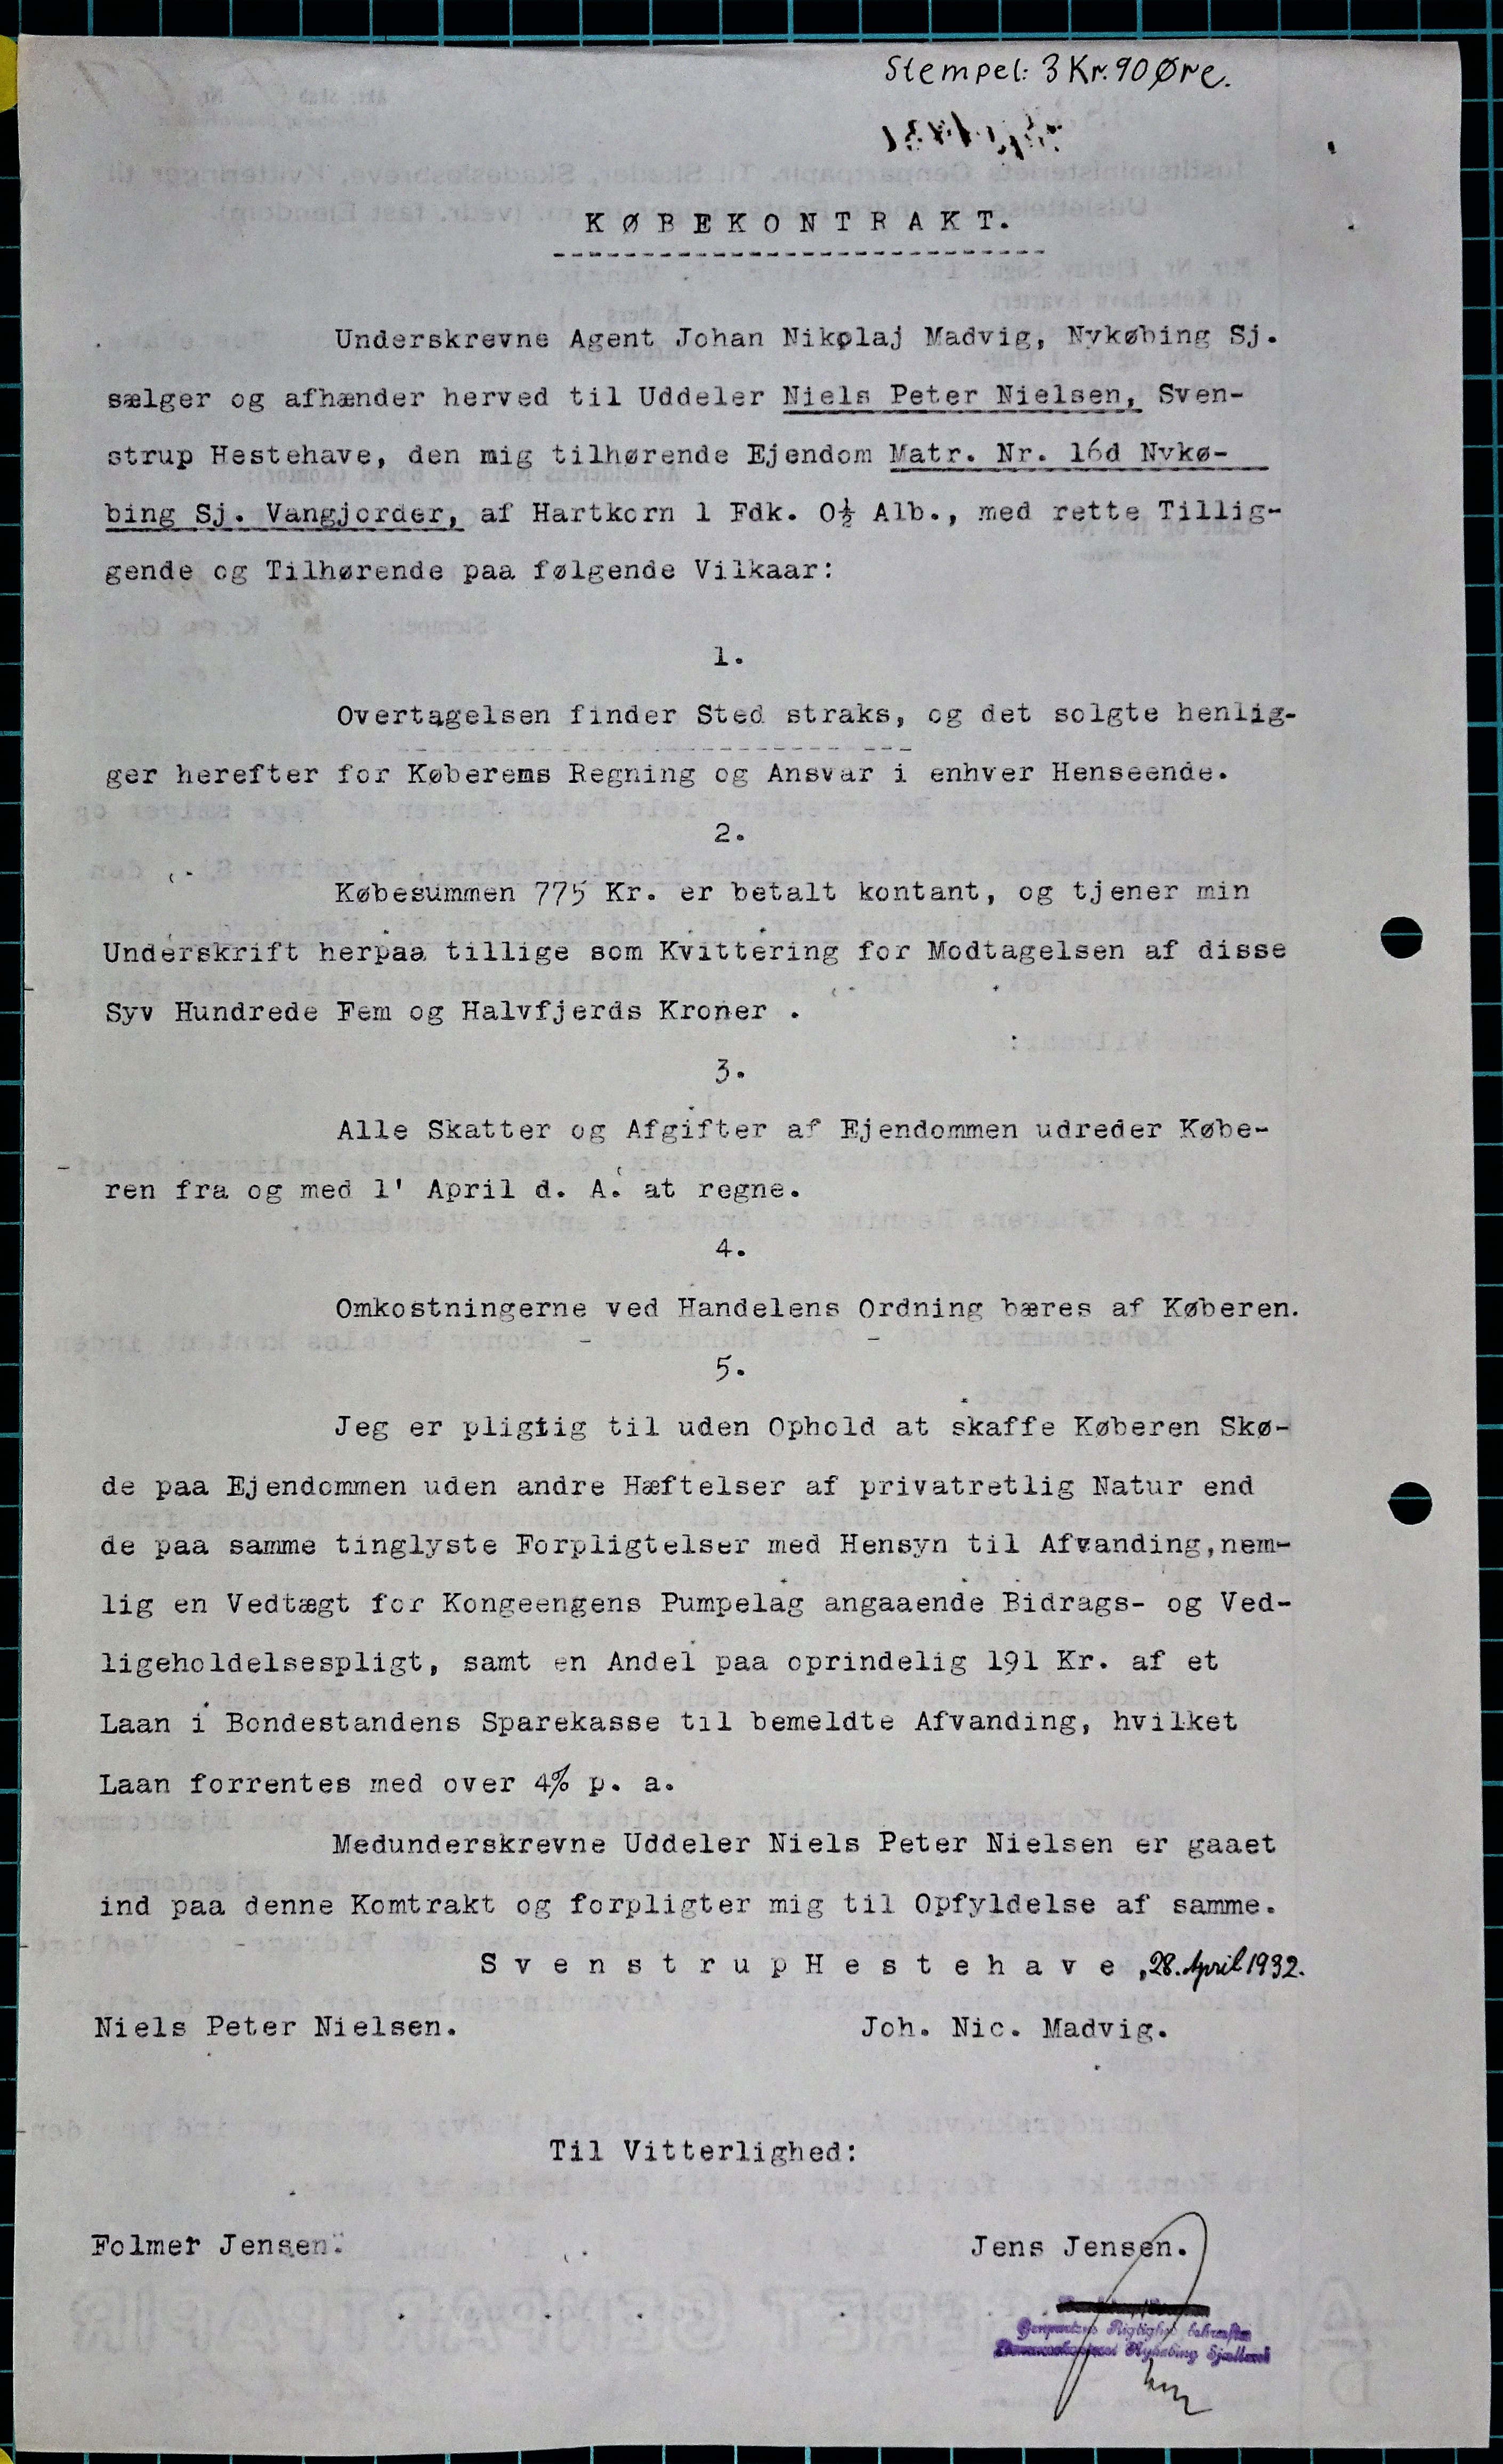 Stempel: 3 Kr. 90 Øre.
K Ø B E K O N T R A K T.
Underskrevne Agent Johan Nikolaj Madvig, Nykøbing Sj.
sælger og afhænder herved til Uddeler Niels Peter Nielsen, Sven-
strup Hestehave, den mig tilhørende Ejendom Matr. Nr. 16d Nykø-
bing Sj. Vangjorder, af Hartkorn 1 Fdk. 0½ Alb., med rette Tillig-
gende og Tilhørende paa følgende Vilkaar:
1.
Overtagelsen finder Sted straks, og det solgte henlig-
ger herefter for Køberems Regning og Ansvar i enhver Henseende.
2.
Købesummen 775 Kr. er betalt kontant, og tjener min
Underskrift herpaa tillige som Kvittering for Modtagelsen af disse
Syv Hundrede Fem og Halvfjerds Kroner .
3.
Alle Skatter og Afgifter af Ejendommen udreder Købe-
ren fra og med 1' April d. A. at regne.
4.
Omkostningerne ved Handelens Ordning bæres af Køberen.
5.
Jeg er pligtig til uden Ophold at skaffe Køberen Skø-
de paa Ejendommen uden andre Hæftelser af privatretlig Natur end
de paa samme tinglyste Forpligtelser med Hensyn til Afvanding,nem-
lig en Vedtægt for Kongeengens Pumpelag angaaende Bidrags- og Ved-
ligeholdelsespligt, samt en Andel paa oprindelig 191 Kr. af et
Laan i Bondestandens Sparekasse til bemeldte Afvanding, hvilket
Laan forrentes med over 4% p. a.
Medunderskrevne Uddeler Niels Peter Nielsen er gaaet
ind paa denne Komtrakt og forpligter mig til Opfyldelse af samme.
S v e n s t r u p H e s t e h a v e , 28. April 1932.
Niels Peter Nielsen. Joh. Nic. Madvig.
Til Vitterlighed:
Folmer Jensen. Jens Jensen.
Genpartens Rigtighed bekræftes
Nykøbing Sjælland